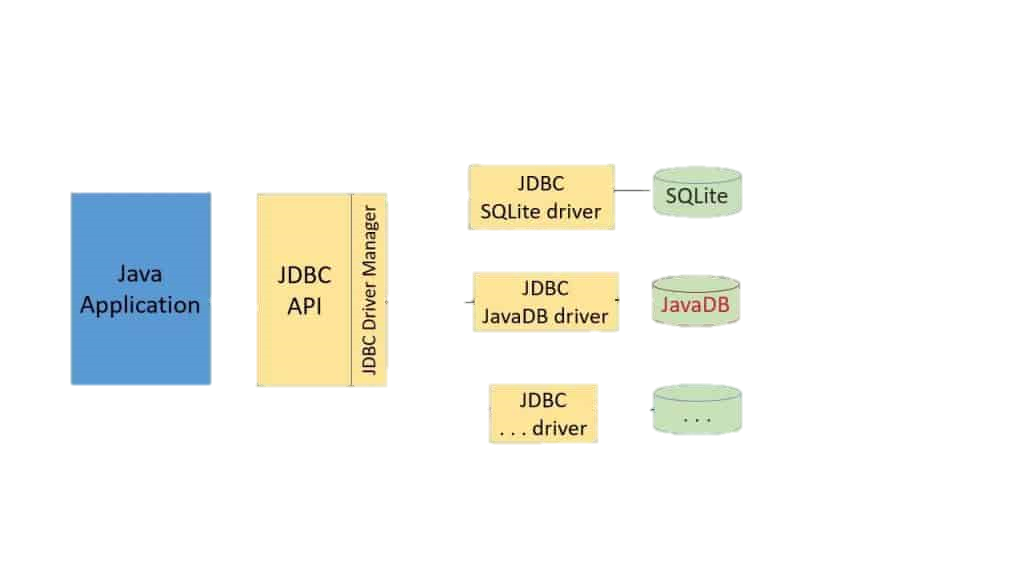 Java
Application
JDBC
API
JDBC Driver Manager
JDBC
SQLite driver
SQLite
JDBC
JavaDB driver
JavaDB
JDBC
. . . driver
. . .